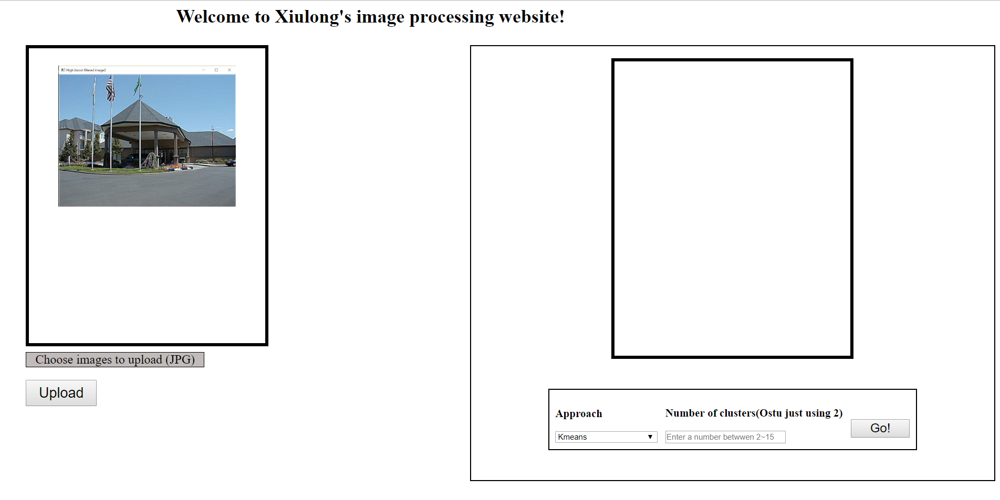 Welcome to Xiulong's image processing website!
High boost filtered image2
Choose images to upload (JPG)
Upload
Approach
Number of clusters(Ostu just using 2)
Kmeans
Enter a number betwwen 2~15
Go!